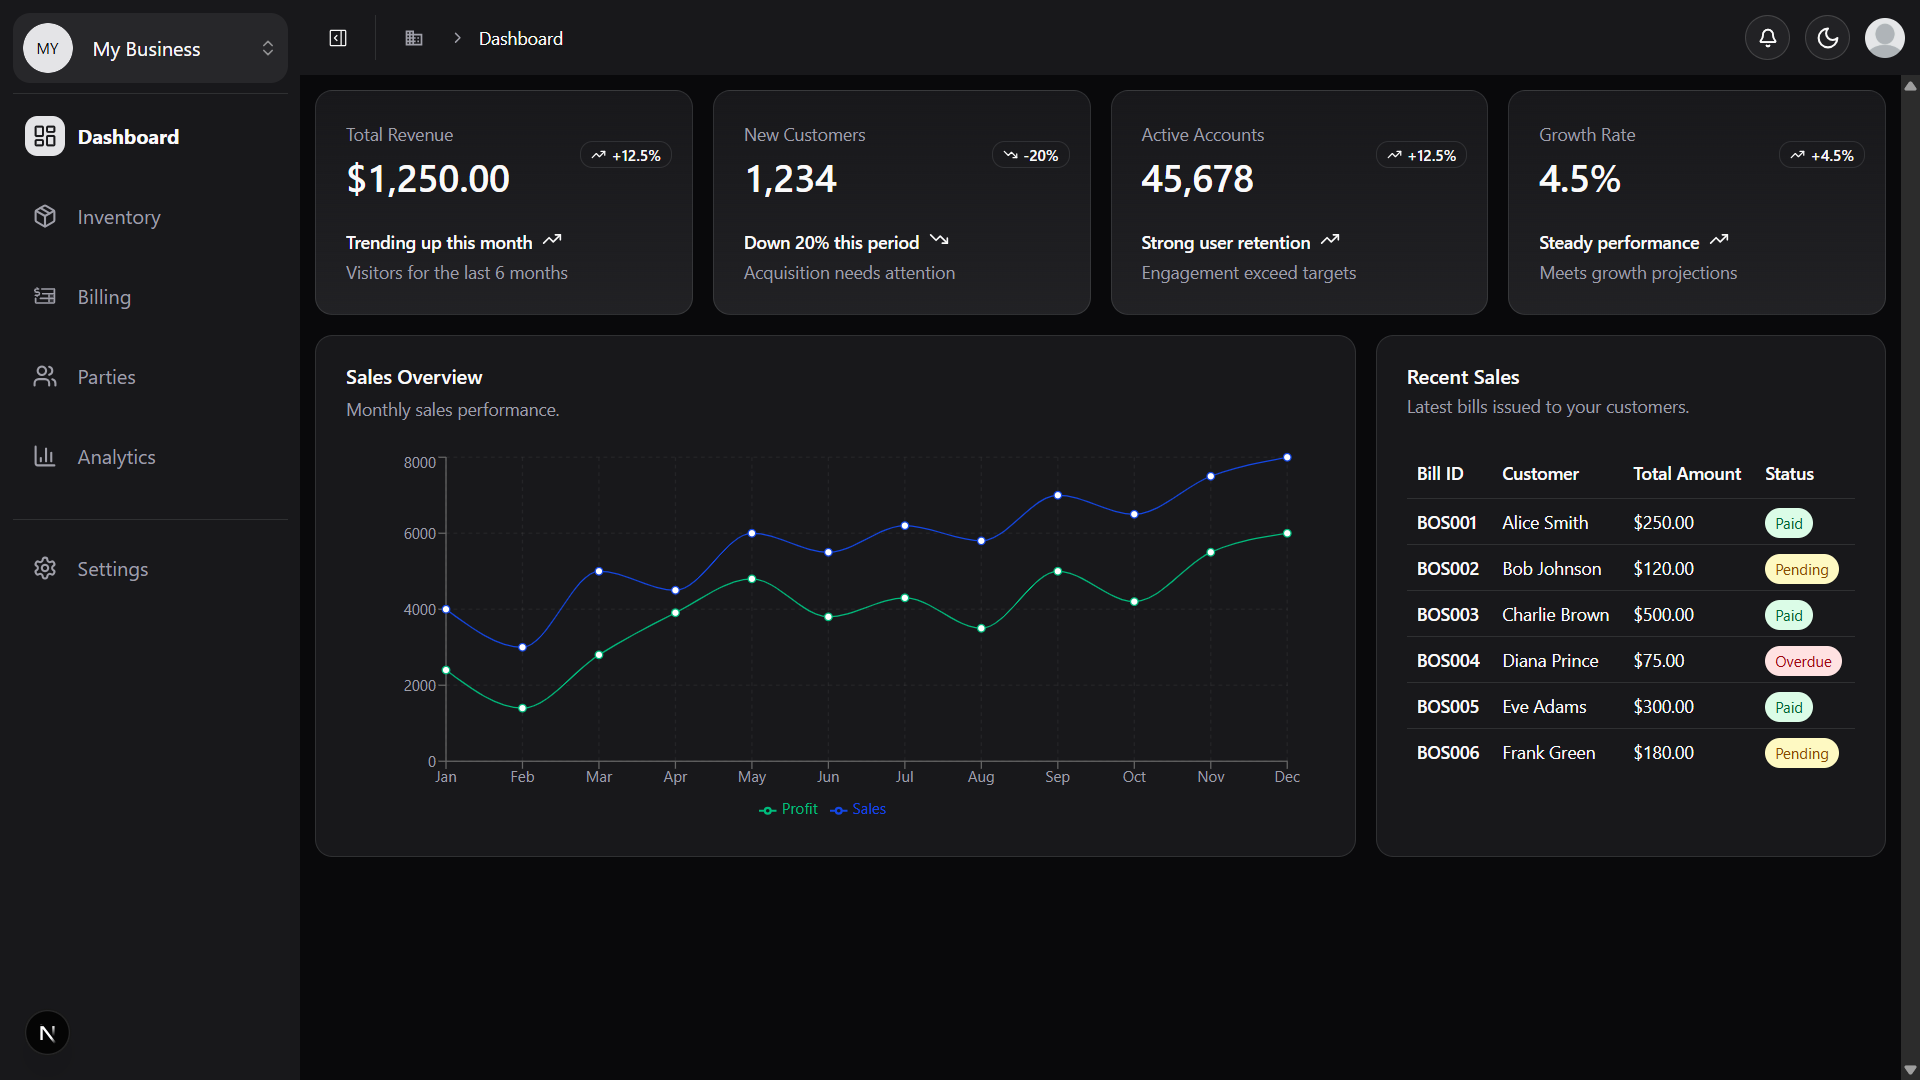 MY
My Business
Dashboard
Inventory
Billing
Parties
Analytics
Settings
N
Dashboard
Total Revenue
$1,250.00
+12.5%
Trending up this month
Visitors for the last 6 months
New Customers
1,234
-20%
Down 20% this period
Acquisition needs attention
Active Accounts
45,678
+12.5%
Strong user retention
Engagement exceed targets
Growth Rate
4.5%
+4.5%
Steady performance
Meets growth projections
Sales Overview
Monthly sales performance.
8000
6000
4000
2000
0
Jan Feb Mar Apr May Jun Jul Aug Sep Oct Nov Dec
Profit Sales
Recent Sales
Latest bills issued to your customers.
Bill ID Customer Total Amount Status
BOS001 Alice Smith $250.00 Paid
BOS002 Bob Johnson $120.00 Pending
BOS003 Charlie Brown $500.00 Paid
BOS004 Diana Prince $75.00 Overdue
BOS005 Eve Adams $300.00 Paid
BOS006 Frank Green $180.00 Pending